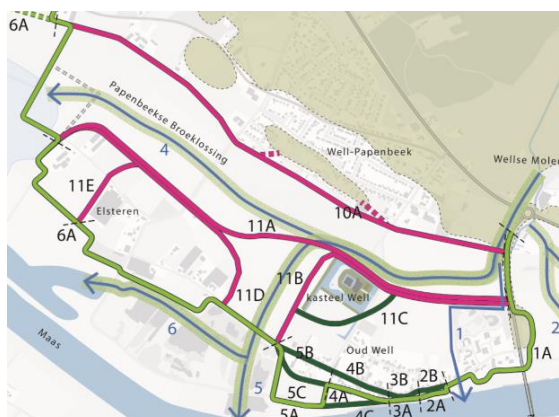 6A
Papenbeekse Broeklossing
4
Well-Papenbeek
Wellse Molen
11E
Elsteren
10A
11A
6A
11B
11D
kasteel Well
11C
1
2
Maas
6
Oud Well
1A
5B
4B
3B
2B
5
5C
4A
2A
5A
4C
3A